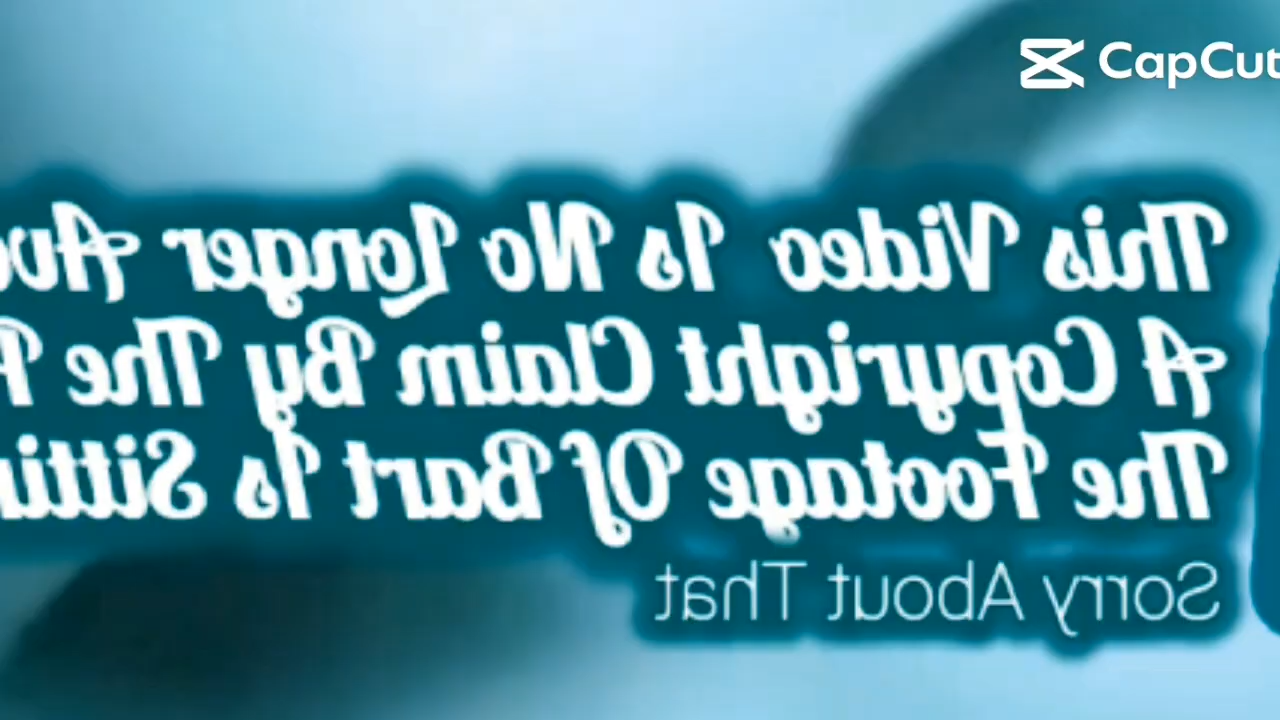 CapCut
This Video Is No Longer
A Copyright Claim By The
The Footage Of Bart Is
Sorry About That